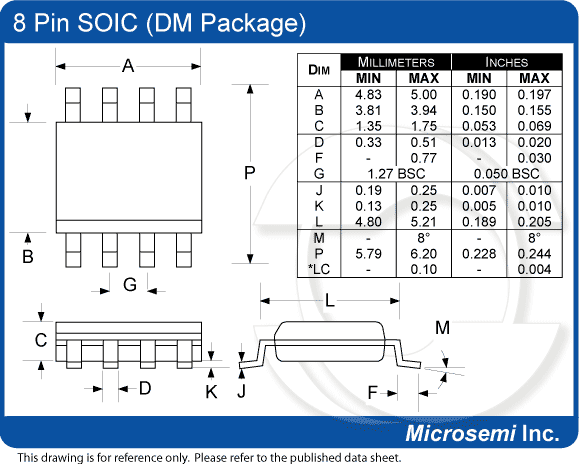 8 Pin SOIC (DM Package)
DIM MILLIMETERS INCHES
MIN MAX MIN MAX
A 4.83 5.00 0.190 0.197
B 3.81 3.94 0.150 0.155
C 1.35 1.75 0.053 0.069
D 0.33 0.51 0.013 0.020
F - 0.77 - 0.030
G 1.27 BSC 0.050 BSC
J 0.19 0.25 0.007 0.010
K 0.13 0.25 0.005 0.010
L 4.80 5.21 0.189 0.205
M - 8° - 8°
P 5.79 6.20 0.228 0.244
*LC - 0.10 - 0.004
A
P
B
G
L
C
D
K
J
F
M
Microsemi Inc.
This drawing is for reference only. Please refer to the published data sheet.